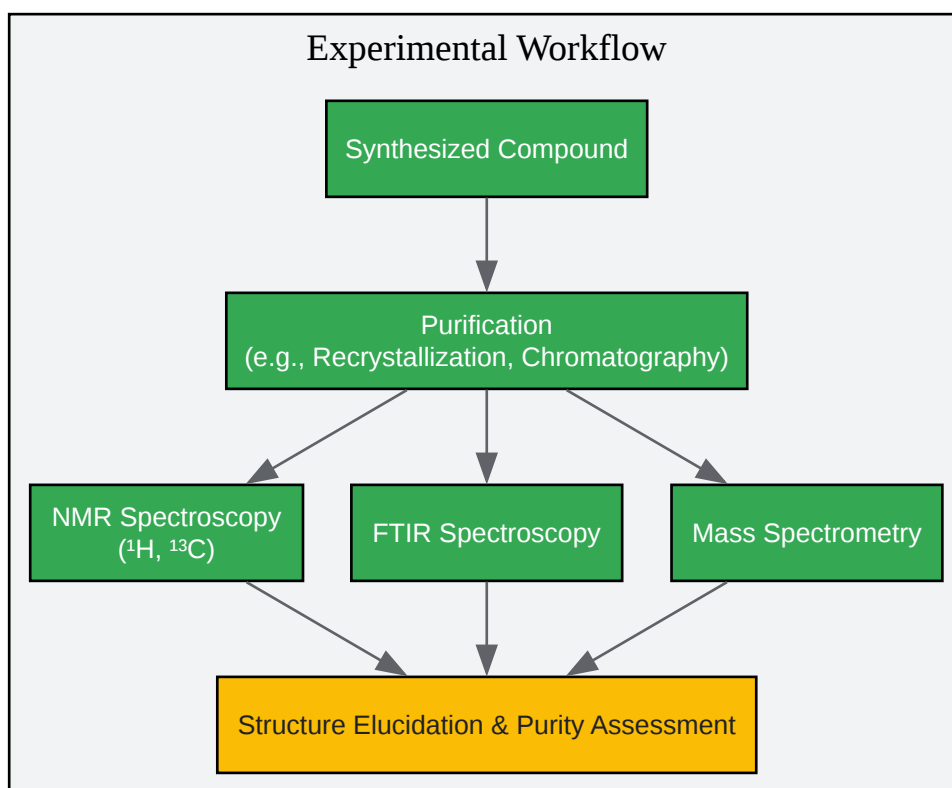 Experimental Workflow
Synthesized Compound
Purification
(e.g., Recrystallization, Chromatography)
NMR Spectroscopy
(¹H, ¹³C)
FTIR Spectroscopy
Mass Spectrometry
Structure Elucidation & Purity Assessment